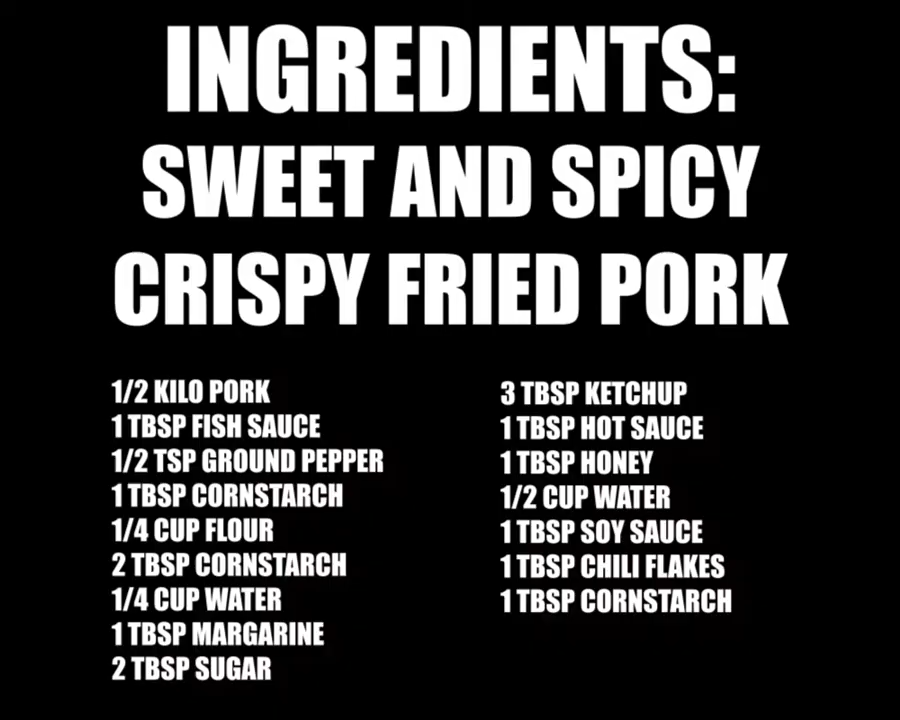 INGREDIENTS:
SWEET AND SPICY
CRISPY FRIED PORK
1/2 KILO PORK
1 TBSP FISH SAUCE
1/2 TSP GROUND PEPPER
1 TBSP CORNSTARCH
1/4 CUP FLOUR
2 TBSP CORNSTARCH
1/4 CUP WATER
1 TBSP MARGARINE
2 TBSP SUGAR
3 TBSP KETCHUP
1 TBSP HOT SAUCE
1 TBSP HONEY
1/2 CUP WATER
1 TBSP SOY SAUCE
1 TBSP CHILI FLAKES
1 TBSP CORNSTARCH